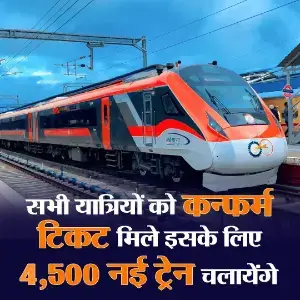 सभी यात्रियों को कन्फर्म
टिकट मिले इसके लिए
4,500 नई ट्रेन चलायेंगे